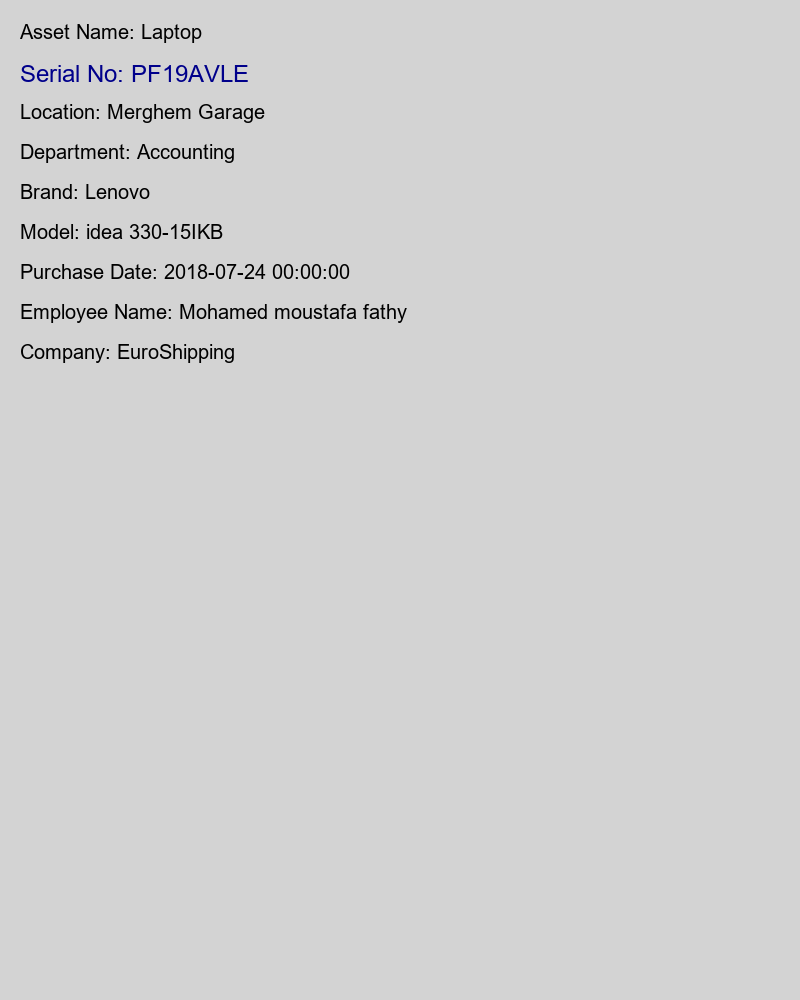 Asset Name: Laptop
Serial No: PF19AVLE
Location: Merghem Garage
Department: Accounting
Brand: Lenovo
Model: idea 330-15IKB
Purchase Date: 2018-07-24 00:00:00
Employee Name: Mohamed moustafa fathy
Company: EuroShipping